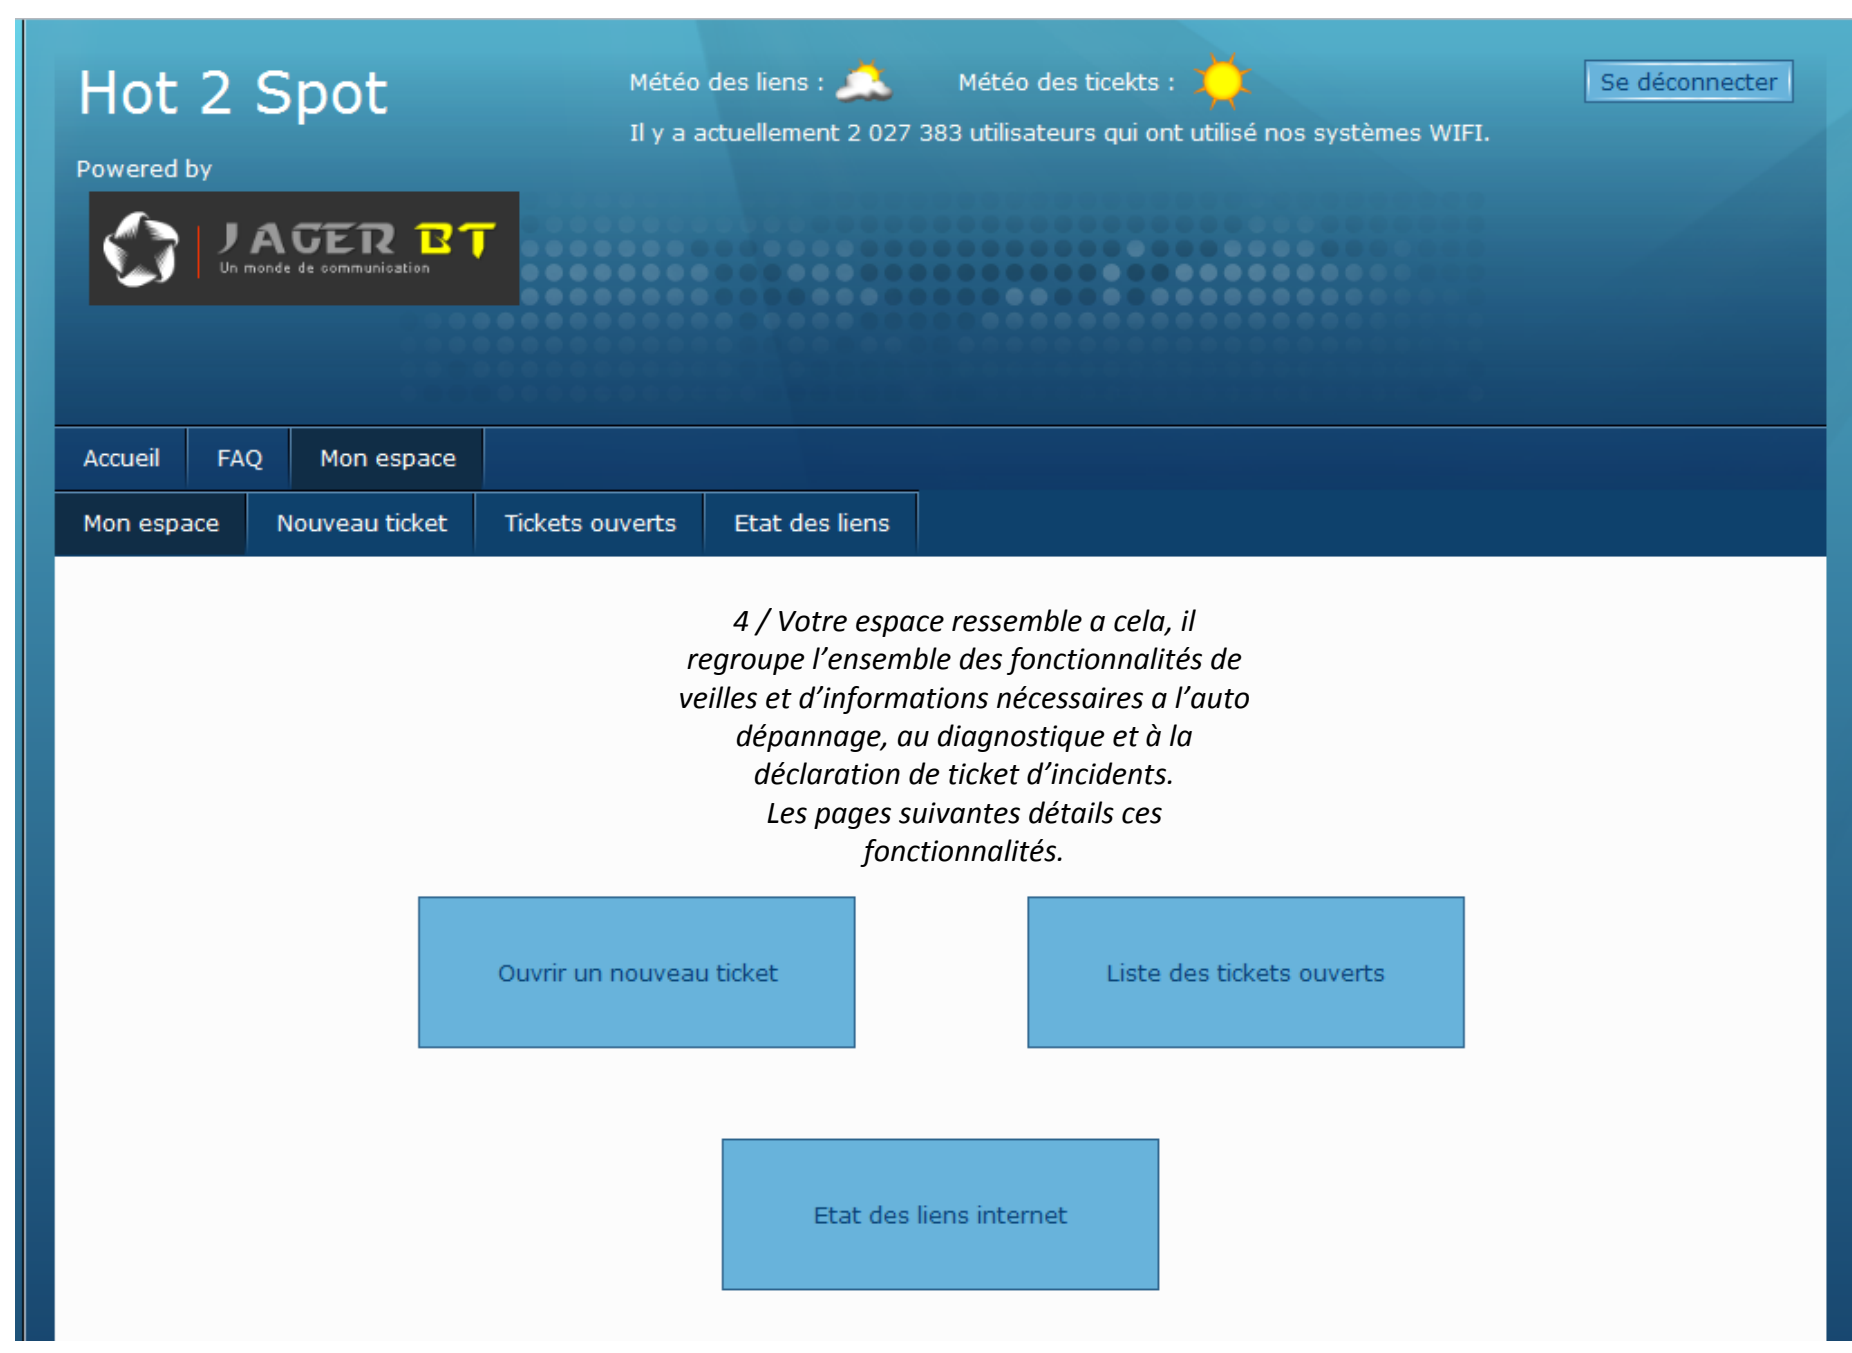 Hot 2 Spot
Météo des liens :
Météo des ticekts :
Se déconnecter
Il y a actuellement 2 027 383 utilisateurs qui ont utilisé nos systèmes WIFI.
Powered by
JAGER BT
Un monde de communication
Accueil FAQ Mon espace
Mon espace Nouveau ticket Tickets ouverts Etat des liens
4 / Votre espace ressemble a cela, il
regroupe l’ensemble des fonctionnalités de
veilles et d’informations nécessaires a l’auto
dépannage, au diagnostique et à la
déclaration de ticket d’incidents.
Les pages suivantes détails ces
fonctionnalités.
Ouvrir un nouveau ticket
Liste des tickets ouverts
Etat des liens internet